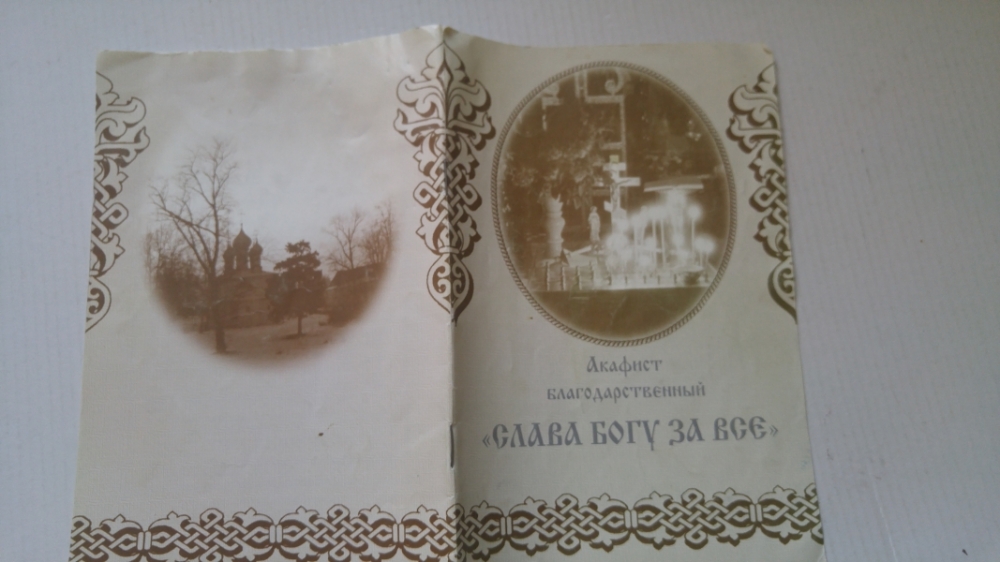 Акафист
благодарственный
«СЛАВА БОГУ ЗА ВСЕ»